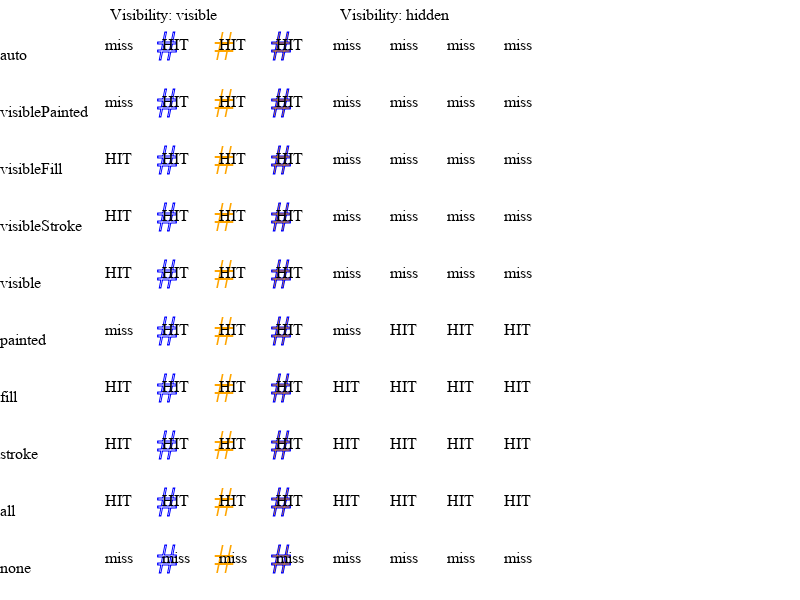 Visibility: visible Visibility: hidden
auto miss # HIT # HIT # HIT miss miss miss miss
visiblePainted miss # HIT # HIT # HIT miss miss miss miss
visibleFill HIT # HIT # HIT # HIT miss miss miss miss
visibleStroke HIT # HIT # HIT # HIT miss miss miss miss
visible HIT # HIT # HIT # HIT miss miss miss miss
painted miss # HIT # HIT # HIT miss HIT HIT HIT
fill HIT # HIT # HIT # HIT HIT HIT HIT HIT
stroke HIT # HIT # HIT # HIT HIT HIT HIT HIT
all HIT # HIT # HIT # HIT HIT HIT HIT HIT
none miss # miss # miss # miss miss miss miss miss